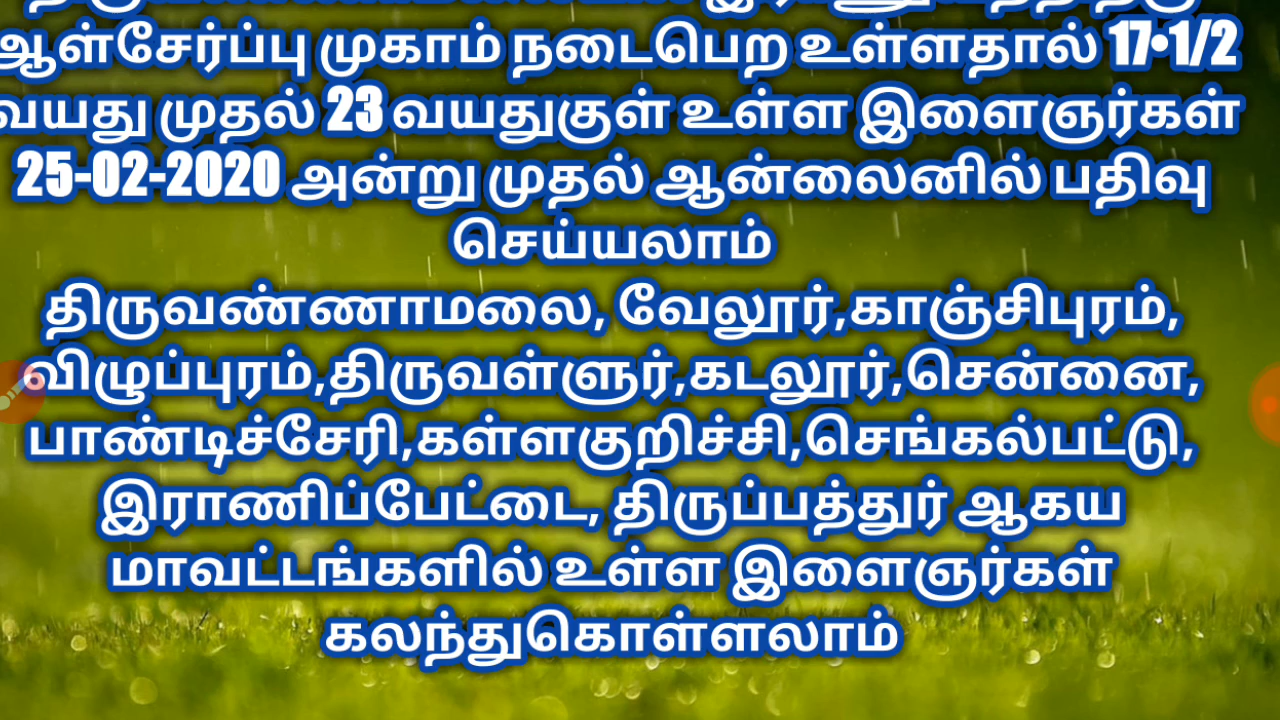 ஆள்சேர்ப்பு முகாம் நடைபெற உள்ளதால் 17•1/2
வயது முதல் 23 வயதுகுள் உள்ள இளைஞர்கள்
25-02-2020 அன்று முதல் ஆன்லைனில் பதிவு
செய்யலாம்
திருவண்ணாமலை, வேலூர்,காஞ்சிபுரம்,
விழுப்புரம்,திருவள்ளுர்,கடலூர்,சென்னை,
பாண்டிச்சேரி,கள்ளகுறிச்சி,செங்கல்பட்டு,
இராணிப்பேட்டை, திருப்பத்துர் ஆகய
மாவட்டங்களில் உள்ள இளைஞர்கள்
கலந்துகொள்ளலாம்